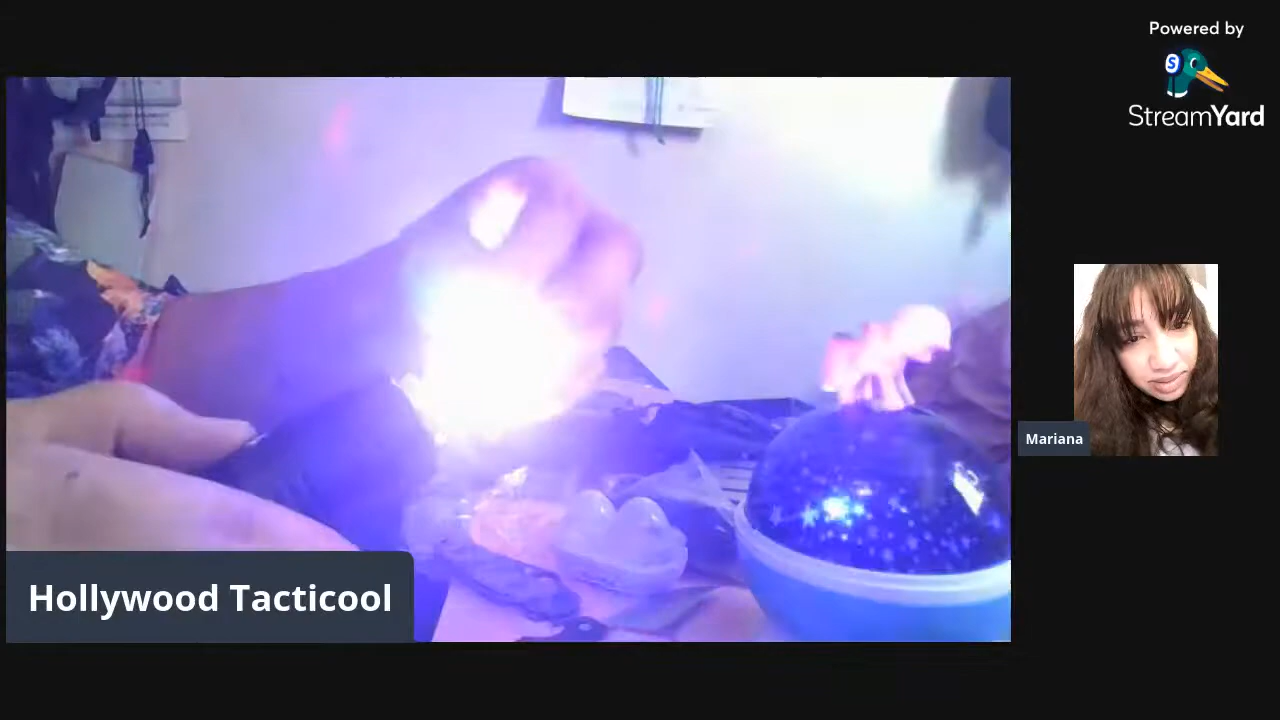 Powered by
S
StreamYard
Mariana
Hollywood Tacticool